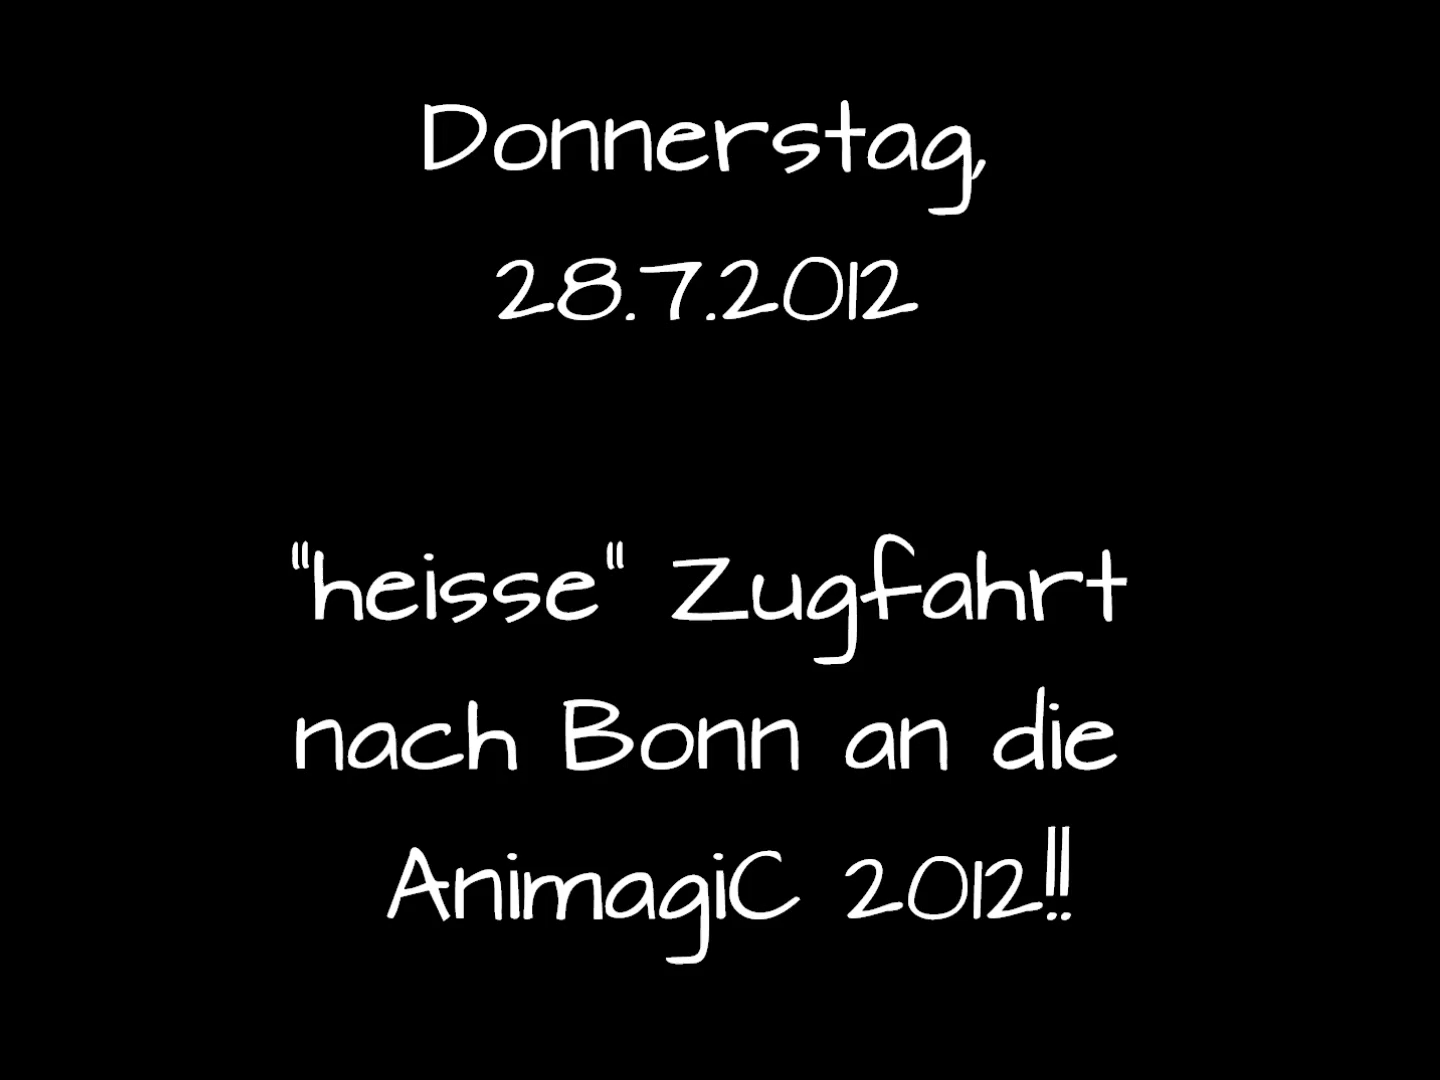 Donnerstag,
28.7.2012
"heisse" Zugfahrt
nach Bonn an die
AnimagiC 2012!!